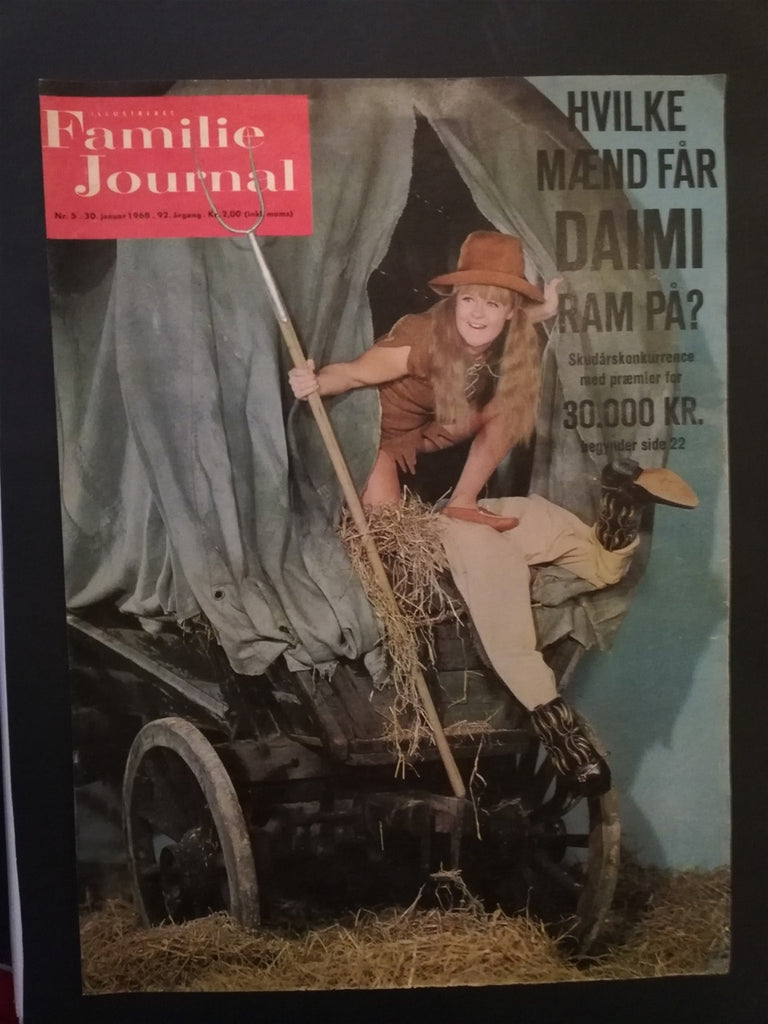 ILLUSTRERET
Familie
Journal
Nr. 5 . 30. januar 1968 . 92. årgang . Kr. 2,00 (inkl. moms)
HVILKE
MÆND FÅR
DAIMI
RAM PÅ?
Skudårskonkurrence
med præmier for
30.000 KR.
begynder side 22